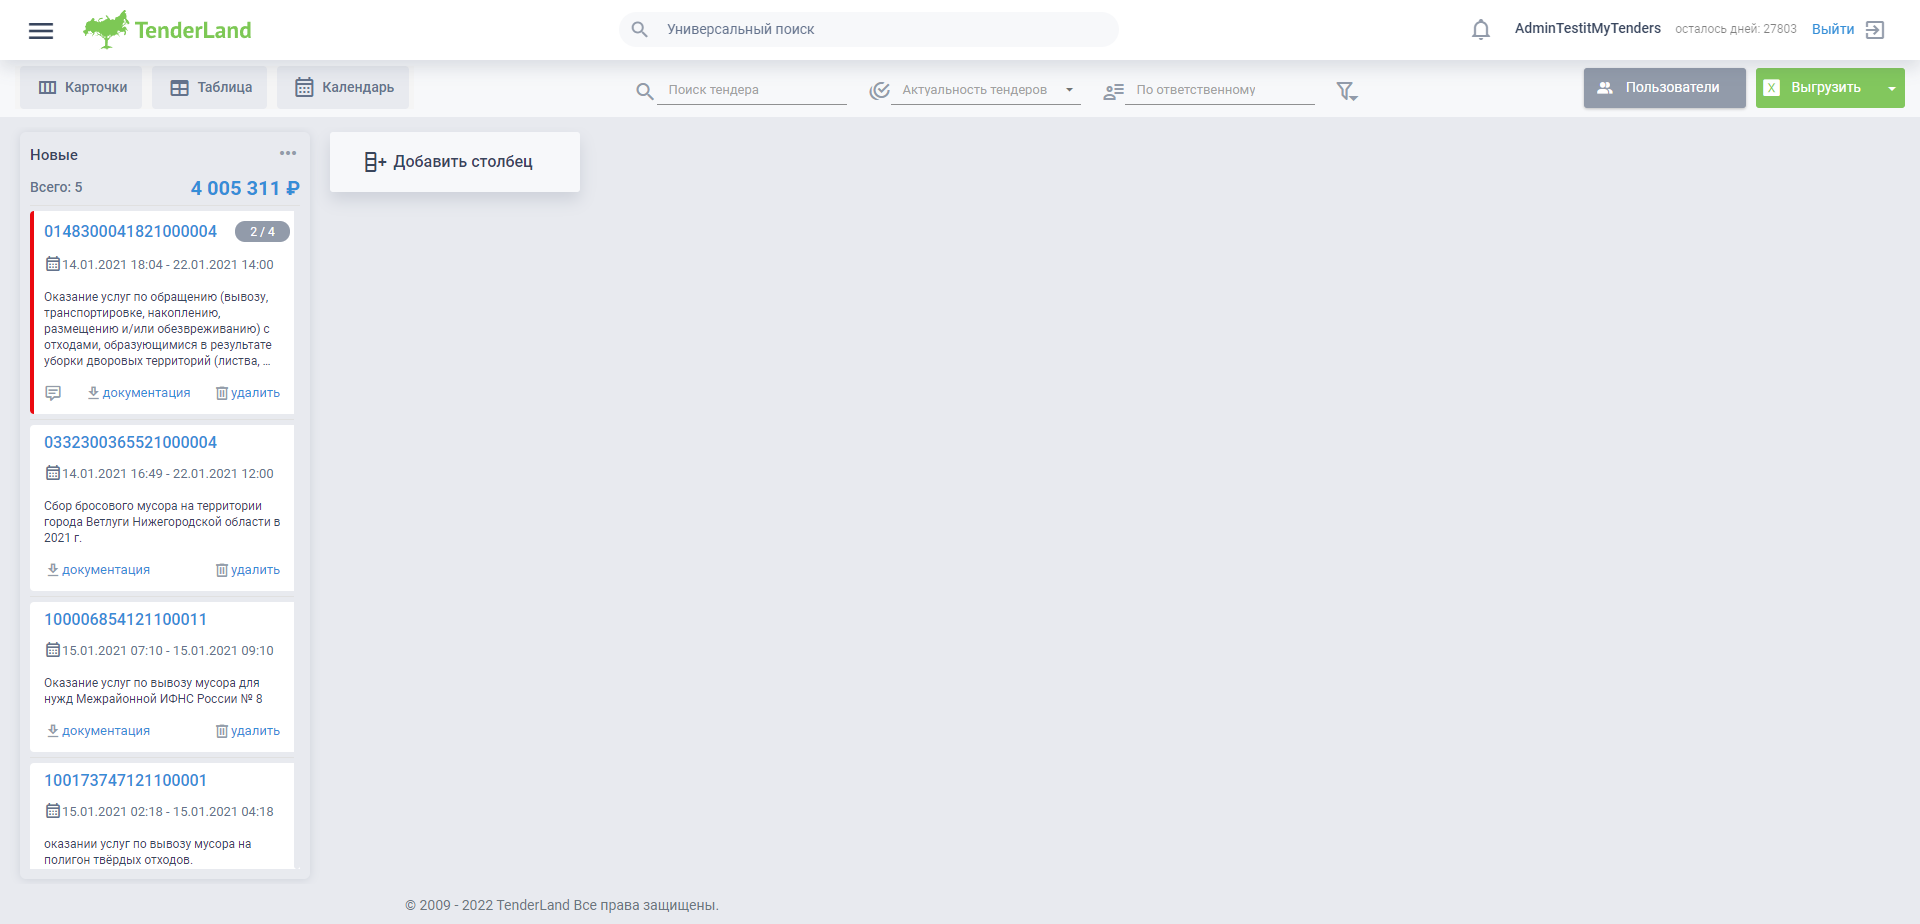 TenderLand
Универсальный поиск
AdminTestitMyTenders осталось дней: 27803 Выйти
Карточки Таблица Календарь
Поиск тендера Актуальность тендеров По ответственному
Пользователи X Выгрузить
Новые
Всего: 5 4 005 311 ₽
Добавить столбец
0148300041821000004 2 / 4
14.01.2021 18:04 - 22.01.2021 14:00
Оказание услуг по обращению (вывозу,
транспортировке, накоплению,
размещению и/или обезвреживанию) с
отходами, образующимися в результате
уборки дворовых территорий (листва, ...
документация удалить
0332300365521000004
14.01.2021 16:49 - 22.01.2021 12:00
Сбор бросового мусора на территории
города Ветлуги Нижегородской области в
2021 г.
документация удалить
100006854121100011
15.01.2021 07:10 - 15.01.2021 09:10
Оказание услуг по вывозу мусора для
нужд Межрайонной ИФНС России № 8
документация удалить
100173747121100001
15.01.2021 02:18 - 15.01.2021 04:18
оказании услуг по вывозу мусора на
полигон твёрдых отходов.
© 2009 - 2022 TenderLand Все права защищены.